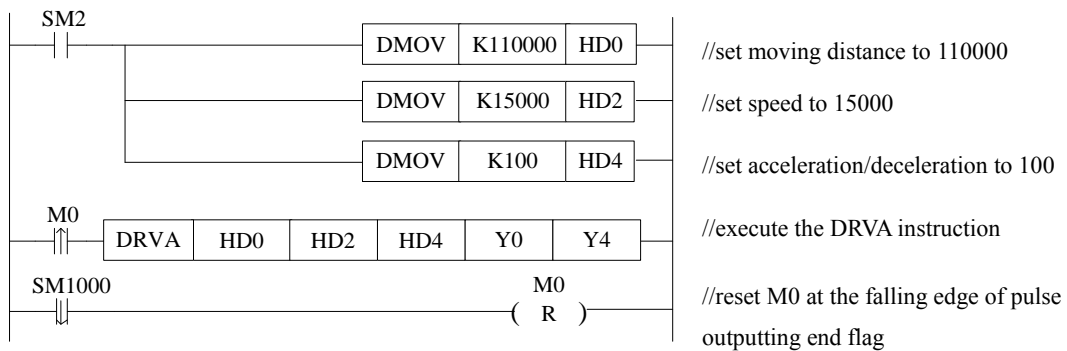 SM2
DMOV K110000 HD0 //set moving distance to 110000
DMOV K15000 HD2 //set speed to 15000
DMOV K100 HD4 //set acceleration/deceleration to 100
M0
DRVA HD0 HD2 HD4 Y0 Y4 //execute the DRVA instruction
SM1000 M0
( R ) //reset M0 at the falling edge of pulse
outputting end flag